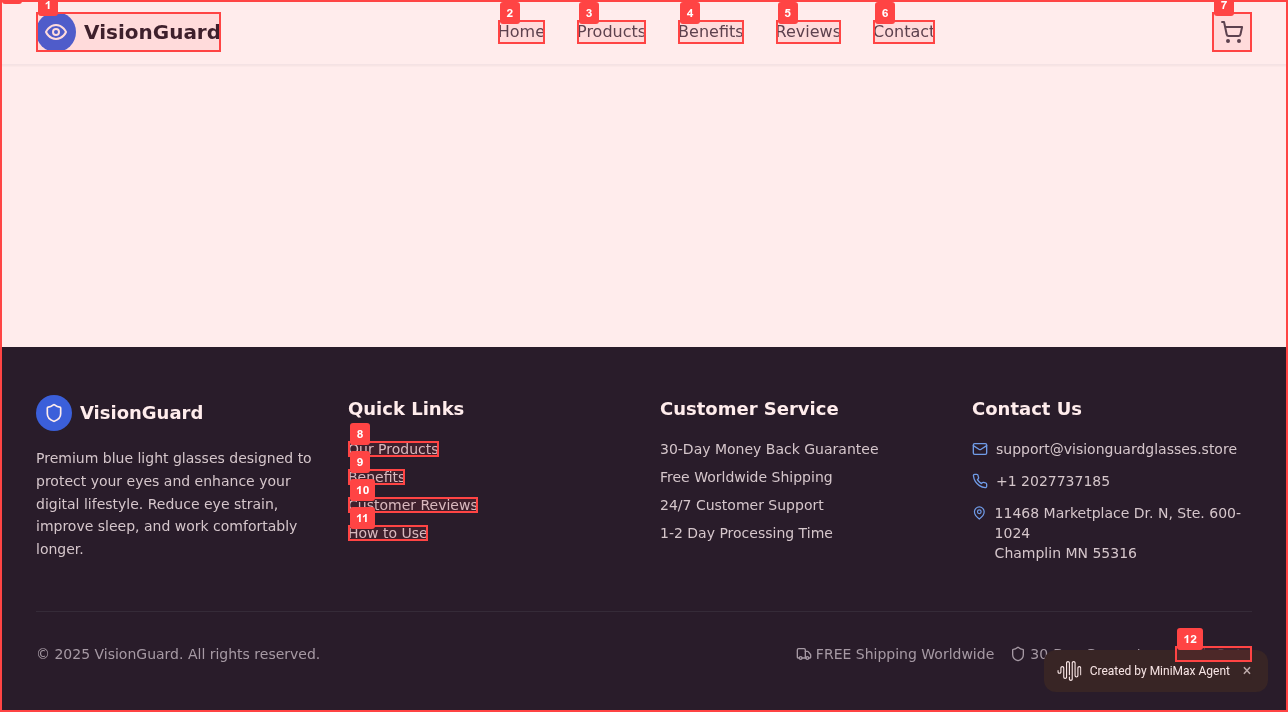 VisionGuard
Home
Products
Benefits
Reviews
Contact
1
2
3
4
5
6
7
VisionGuard
Premium blue light glasses designed to
protect your eyes and enhance your
digital lifestyle. Reduce eye strain,
improve sleep, and work comfortably
longer.
Quick Links
8
Our Products
9
Benefits
10
Customer Reviews
11
How to Use
Customer Service
30-Day Money Back Guarantee
Free Worldwide Shipping
24/7 Customer Support
1-2 Day Processing Time
Contact Us
support@visionguardglasses.store
+1 2027737185
11468 Marketplace Dr. N, Ste. 600-
1024
Champlin MN 55316
© 2025 VisionGuard. All rights reserved.
FREE Shipping Worldwide
30
12
Created by MiniMax Agent ×